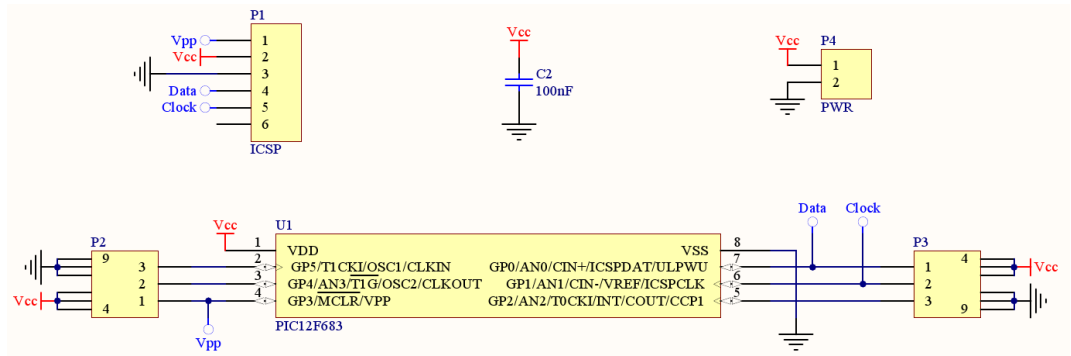 P1
Vpp 1
Vcc 2
3
Data 4
Clock 5
6
ICSP
Vcc
C2
100nF
Vcc
P4
1
2
PWR
P2
9
3
2
1
4
Vcc
Vpp
Vcc
U1
1 VDD VSS 8
2 GP5/T1CKI/OSC1/CLKIN GP0/AN0/CIN+/ICSPDAT/ULPWU 7
3 GP4/AN3/T1G/OSC2/CLKOUT GP1/AN1/CIN-/VREF/ICSPCLK 6
4 GP3/MCLR/VPP GP2/AN2/T0CKI/INT/COUT/CCP1 5
PIC12F683
Data
Clock
P3
4
1
2
3
9
Vcc